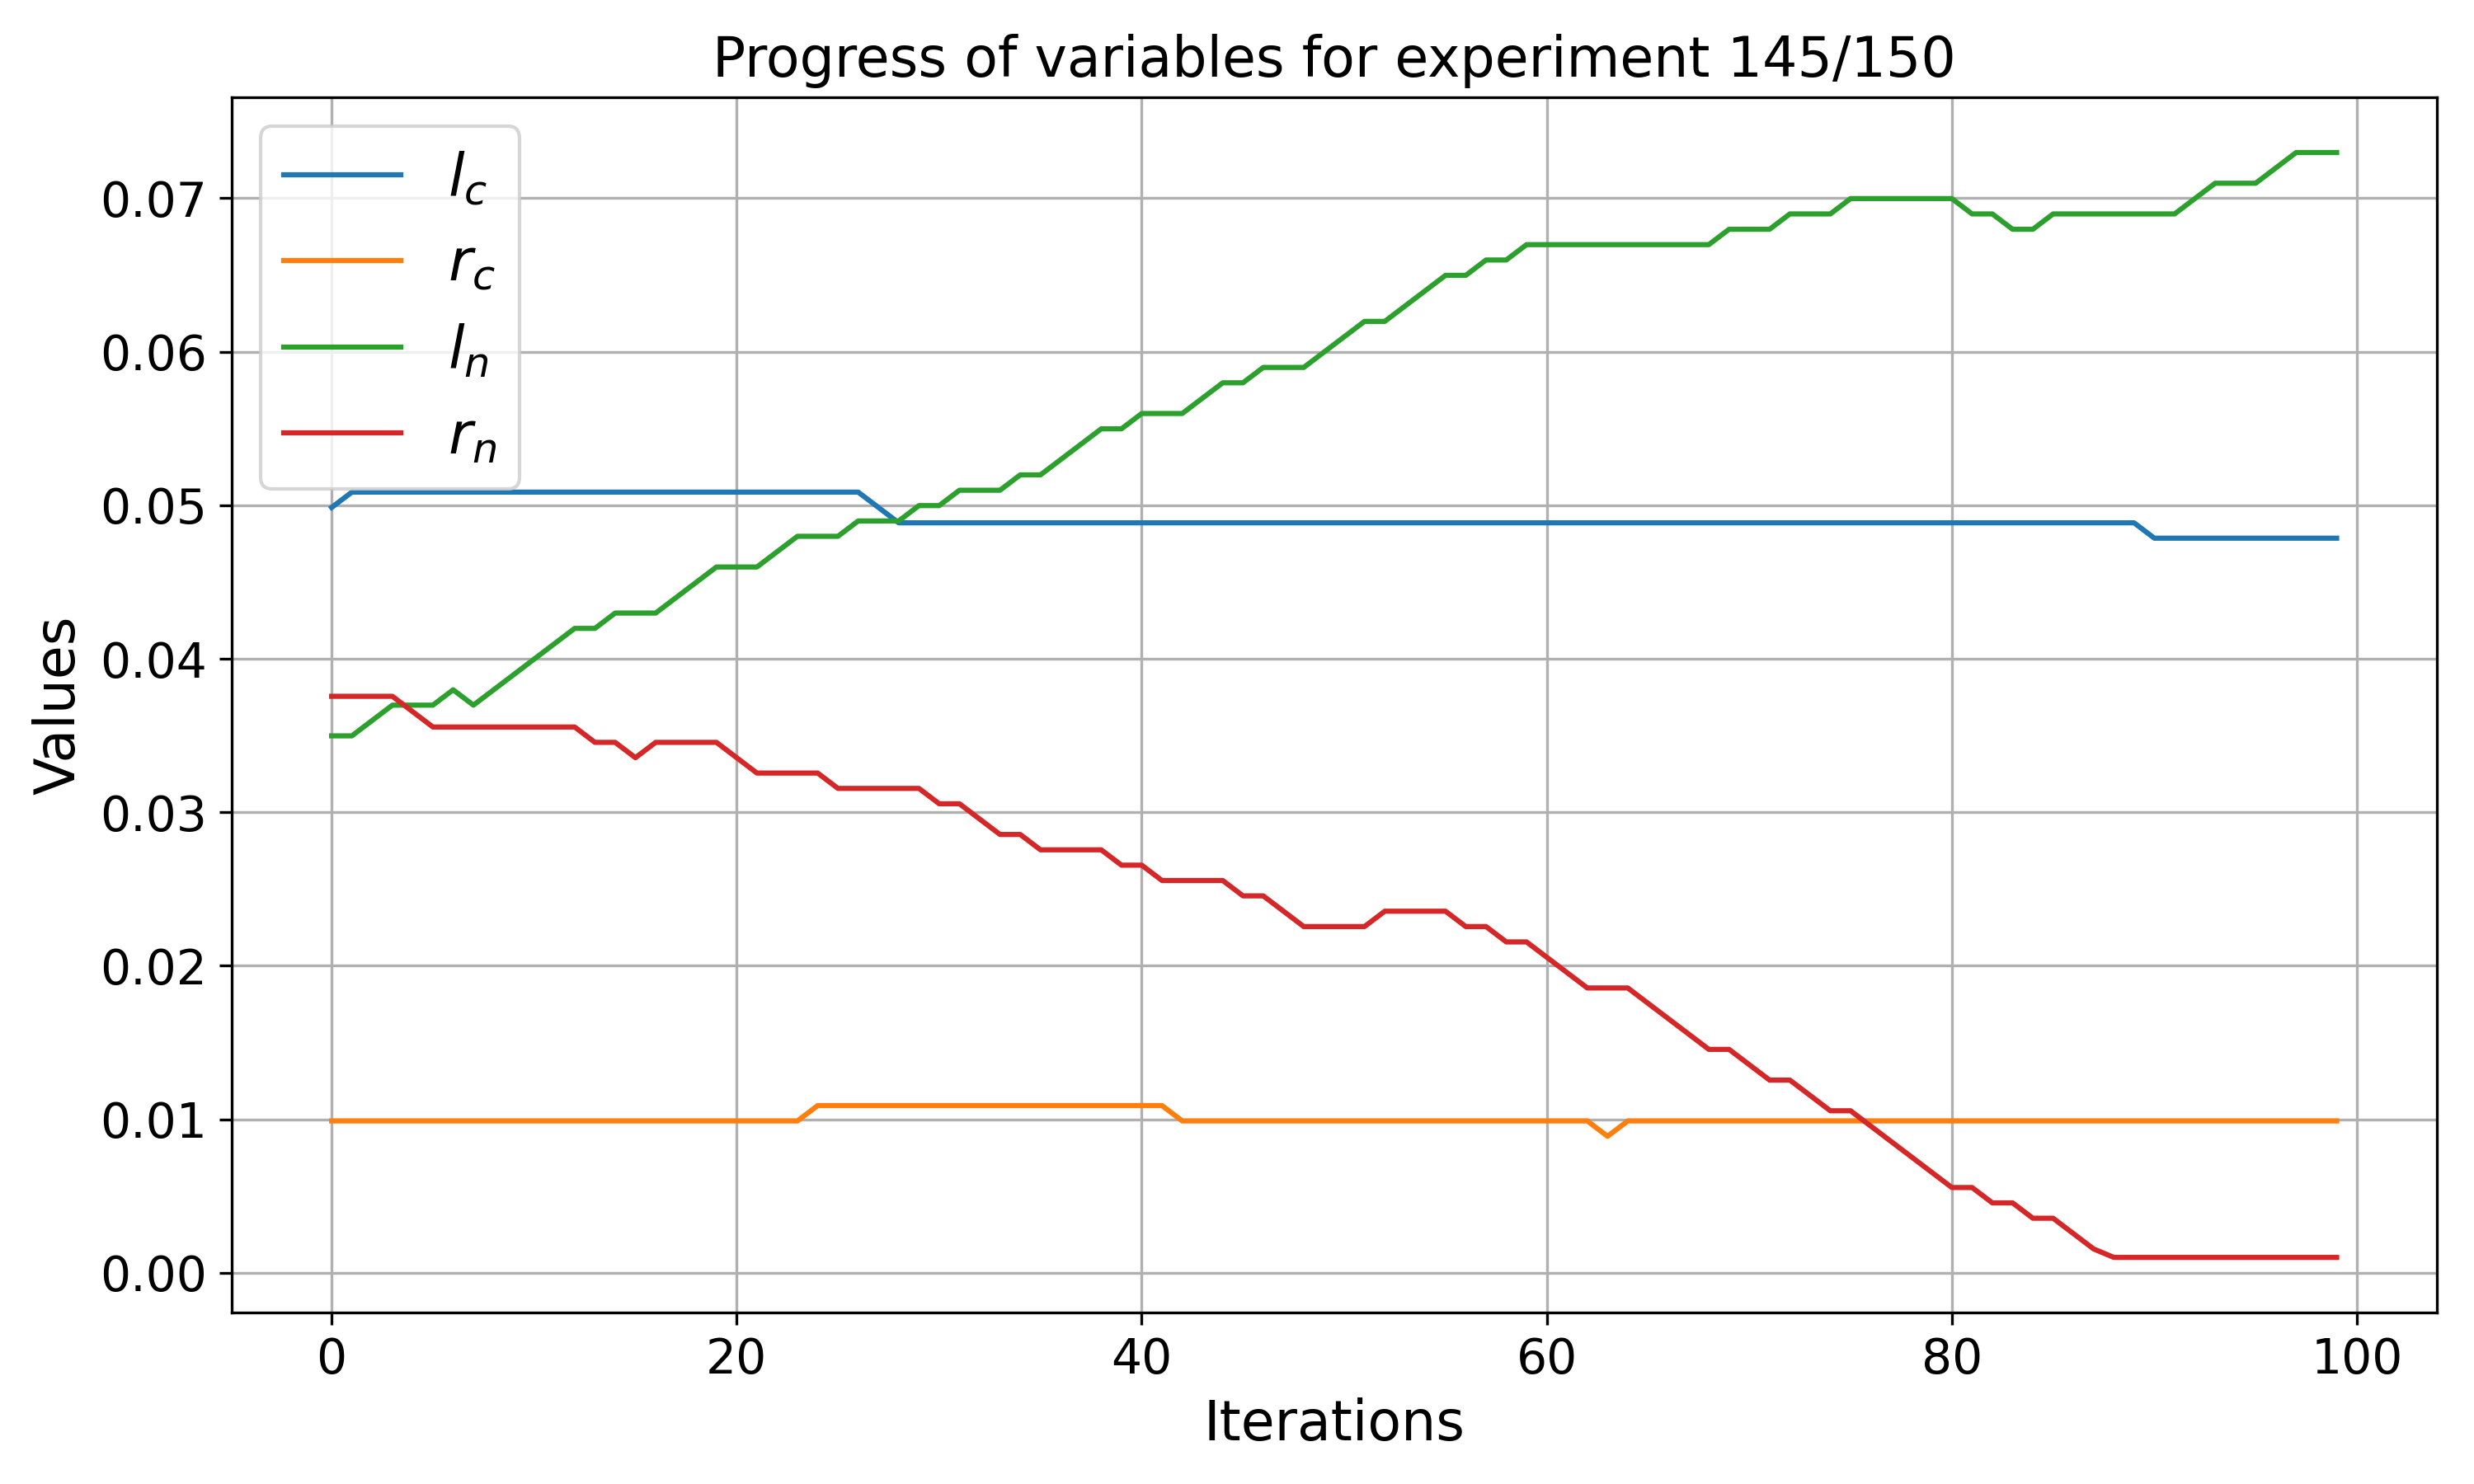 Progress of variables for experiment 145/150
l_c
r_c
l_n
r_n
0.07
0.06
0.05
0.04
0.03
0.02
0.01
0.00
Values
0 20 40 60 80 100
Iterations